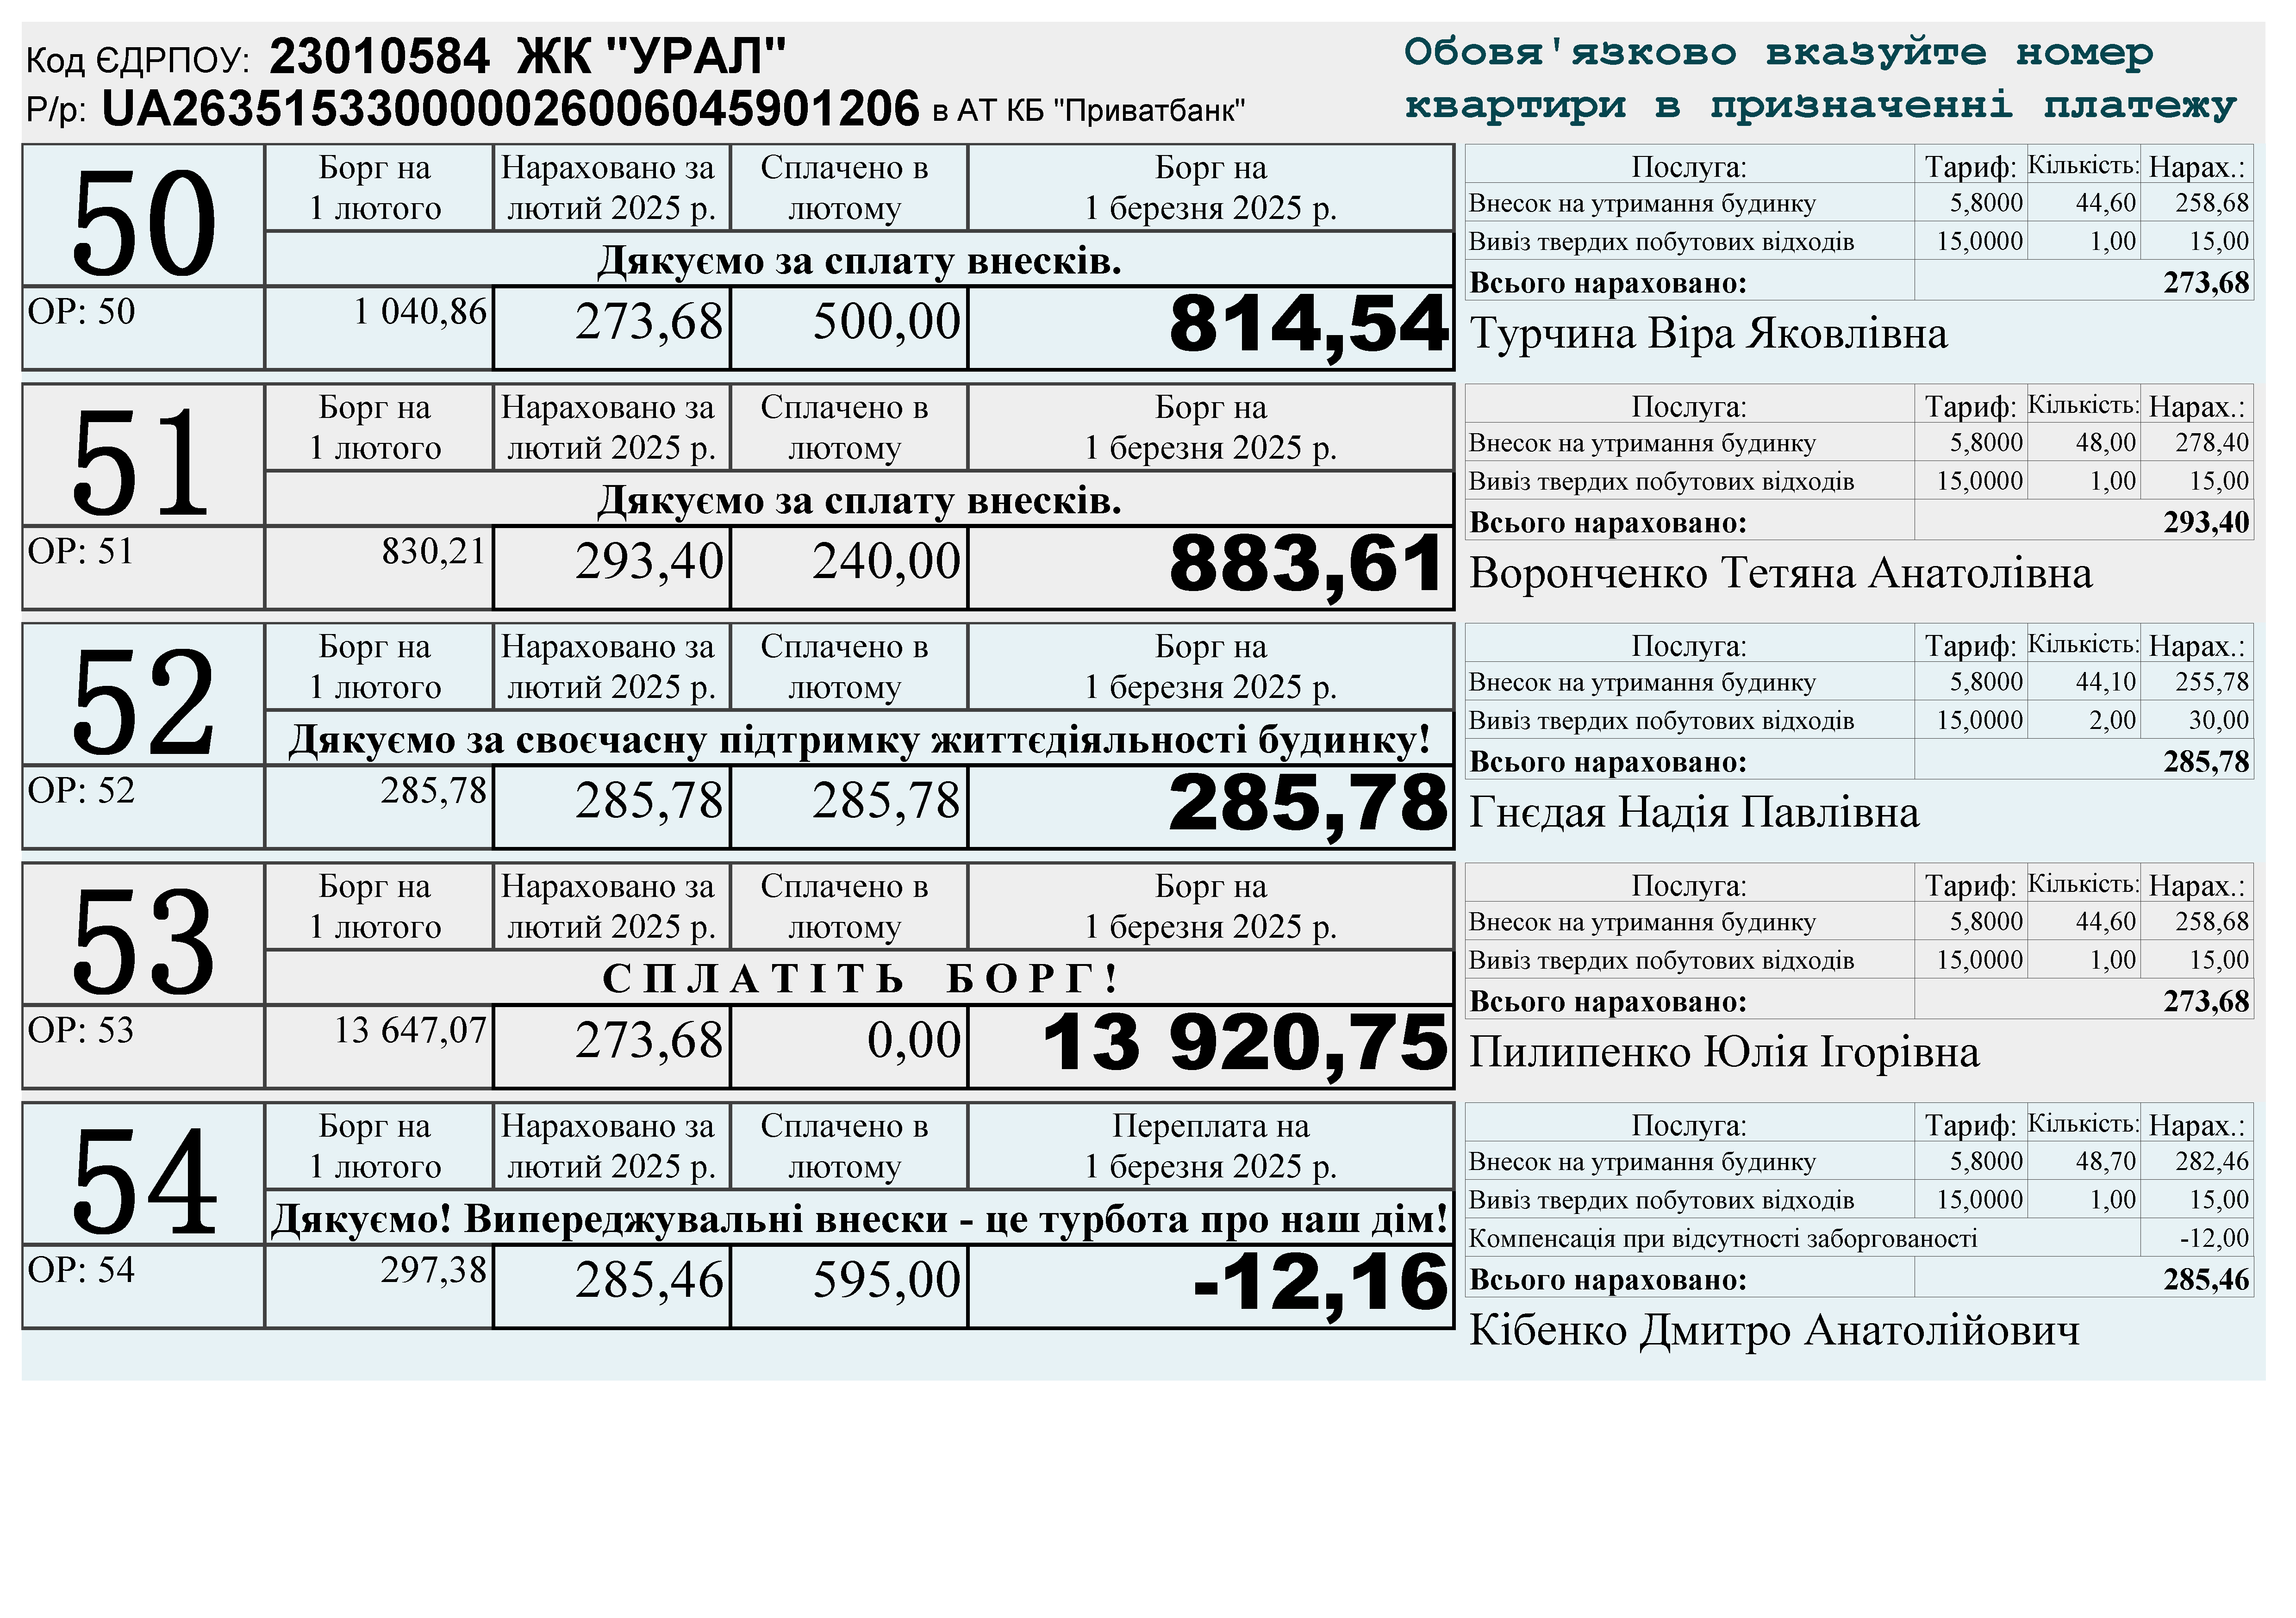 Код ЄДРПОУ: 23010584 ЖК "УРАЛ"
Р/р: UA263515330000026006045901206 в АТ КБ "Приватбанк"
Обовя'язково вказуйте номер
квартири в призначенні платежу
50
Борг на 1 лютого
Нараховано за лютий 2025 р.
Сплачено в лютому
Борг на 1 березня 2025 р.
Дякуємо за сплату внесків.
ОР: 50 1 040,86 273,68 500,00 814,54
Послуга: Тариф: Кількість: Нарах.:
Внесок на утримання будинку 5,8000 44,60 258,68
Вивіз твердих побутових відходів 15,0000 1,00 15,00
Всього нараховано: 273,68
Турчина Віра Яковлівна
51
Борг на 1 лютого
Нараховано за лютий 2025 р.
Сплачено в лютому
Борг на 1 березня 2025 р.
Дякуємо за сплату внесків.
ОР: 51 830,21 293,40 240,00 883,61
Послуга: Тариф: Кількість: Нарах.:
Внесок на утримання будинку 5,8000 48,00 278,40
Вивіз твердих побутових відходів 15,0000 1,00 15,00
Всього нараховано: 293,40
Воронченко Тетяна Анатолівна
52
Борг на 1 лютого
Нараховано за лютий 2025 р.
Сплачено в лютому
Борг на 1 березня 2025 р.
Дякуємо за своєчасну підтримку життєдіяльності будинку!
ОР: 52 285,78 285,78 285,78 285,78
Послуга: Тариф: Кількість: Нарах.:
Внесок на утримання будинку 5,8000 44,10 255,78
Вивіз твердих побутових відходів 15,0000 2,00 30,00
Всього нараховано: 285,78
Гнєдая Надія Павлівна
53
Борг на 1 лютого
Нараховано за лютий 2025 р.
Сплачено в лютому
Борг на 1 березня 2025 р.
С П Л А Т І Т Ь Б О Р Г !
ОР: 53 13 647,07 273,68 0,00 13 920,75
Послуга: Тариф: Кількість: Нарах.:
Внесок на утримання будинку 5,8000 44,60 258,68
Вивіз твердих побутових відходів 15,0000 1,00 15,00
Всього нараховано: 273,68
Пилипенко Юлія Ігорівна
54
Борг на 1 лютого
Нараховано за лютий 2025 р.
Сплачено в лютому
Переплата на 1 березня 2025 р.
Дякуємо! Випереджувальні внески - це турбота про наш дім!
ОР: 54 297,38 285,46 595,00 -12,16
Послуга: Тариф: Кількість: Нарах.:
Внесок на утримання будинку 5,8000 48,70 282,46
Вивіз твердих побутових відходів 15,0000 1,00 15,00
Компенсація при відсутності заборгованості -12,00
Всього нараховано: 285,46
Кібенко Дмитро Анатолійович